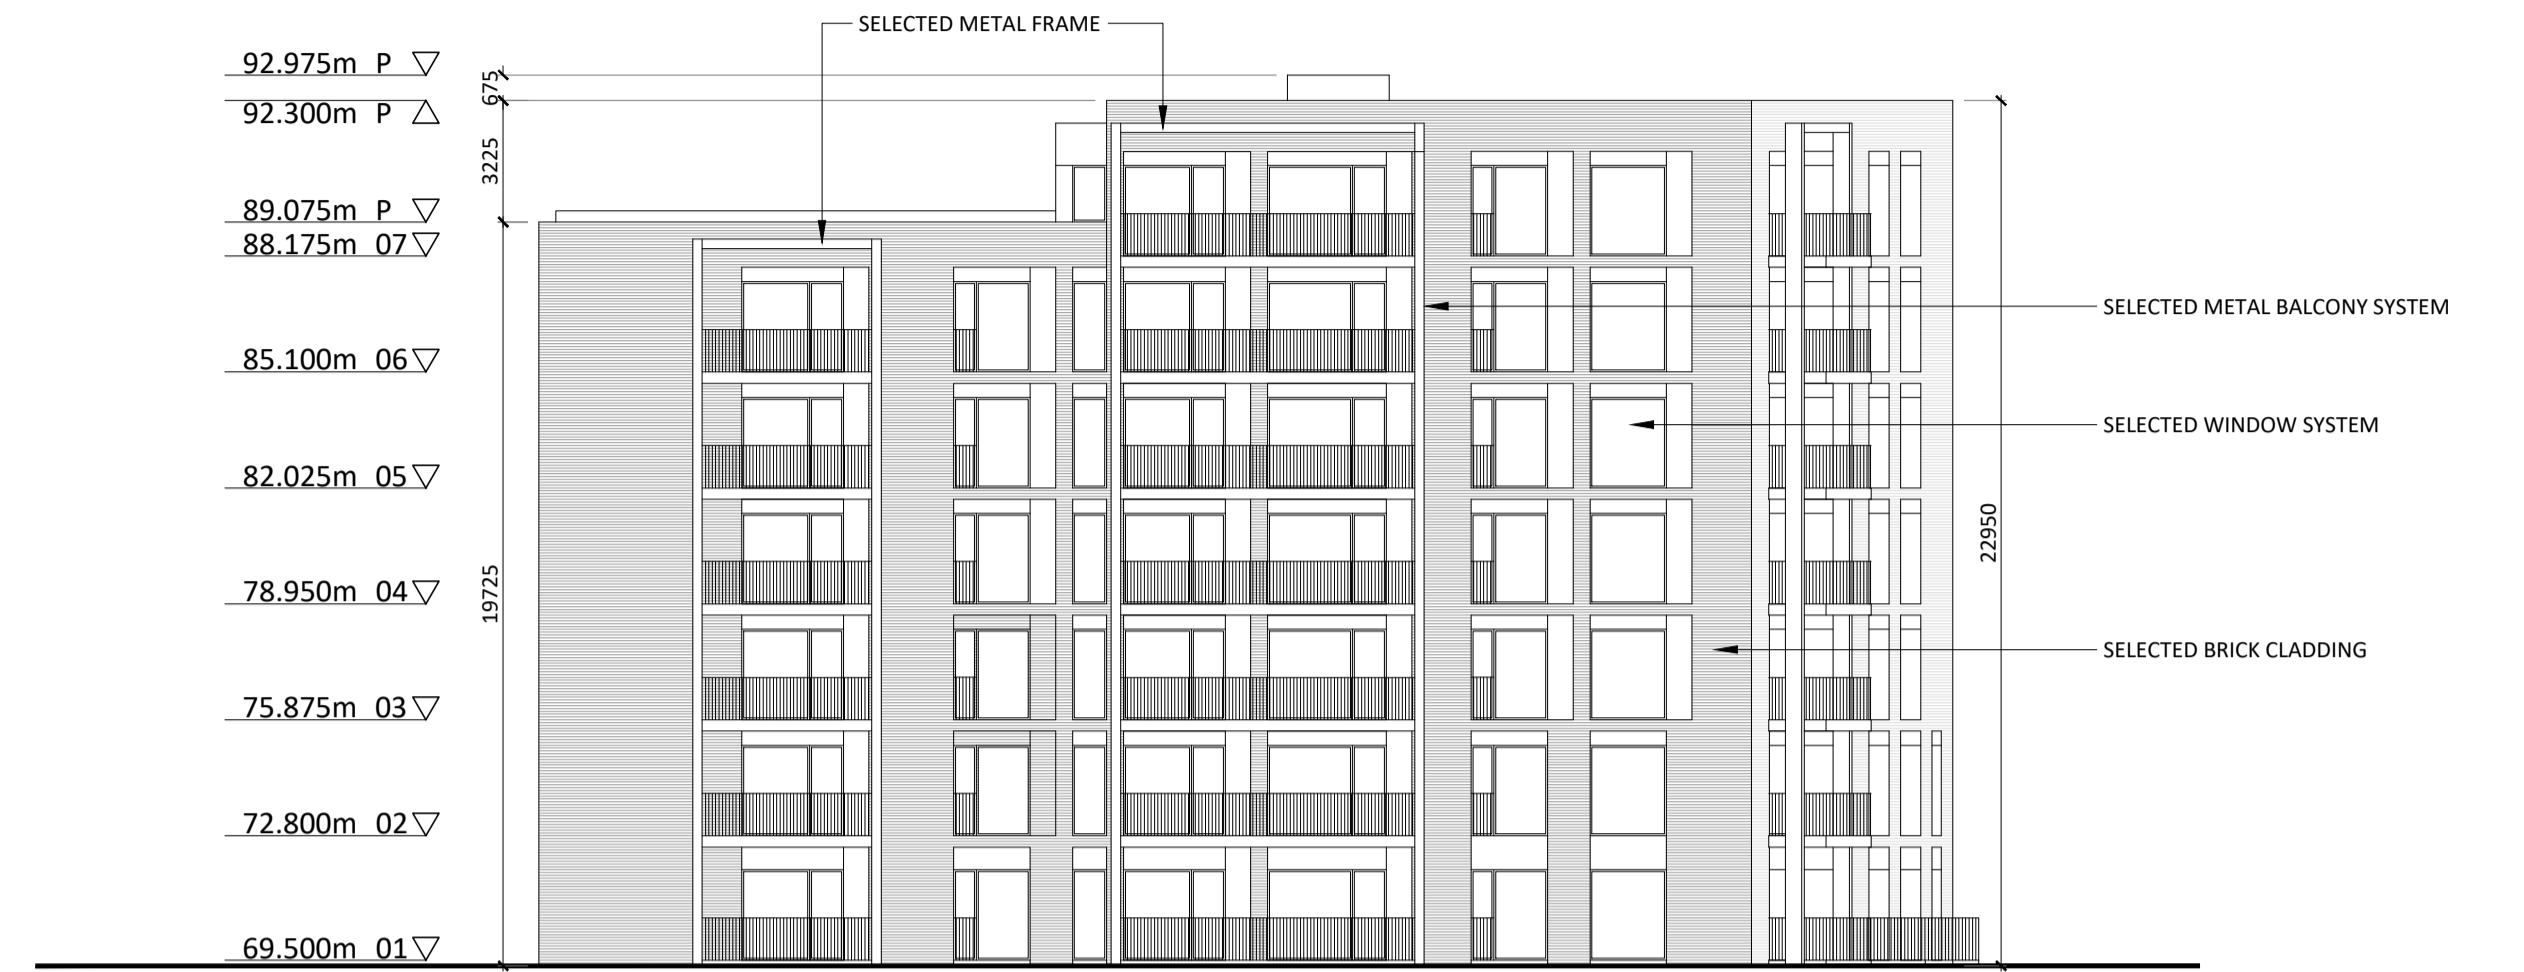 SELECTED METAL FRAME
92.975m P
675
92.300m P
3225
89.075m P
88.175m 07
SELECTED METAL BALCONY SYSTEM
85.100m 06
SELECTED WINDOW SYSTEM
82.025m 05
22950
78.950m 04
19725
SELECTED BRICK CLADDING
75.875m 03
72.800m 02
69.500m 01